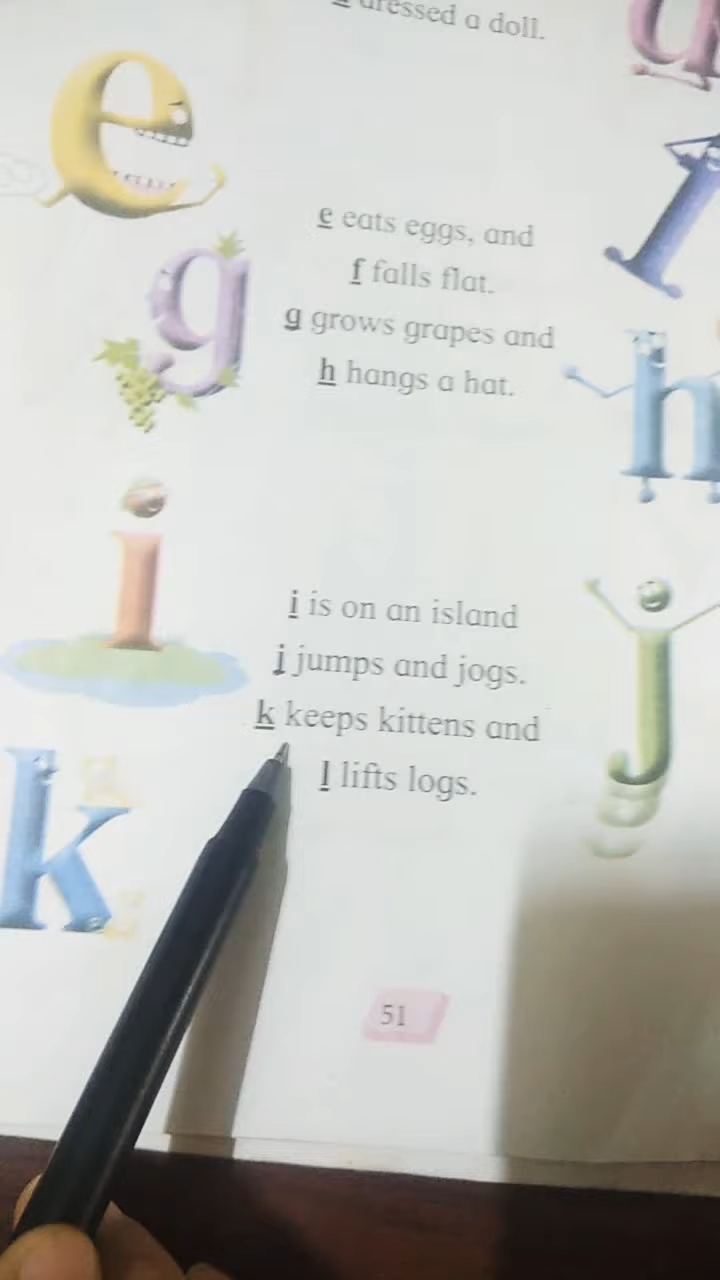 dressed a doll.
e eats eggs, and
f falls flat.
g grows grapes and
h hangs a hat.
i is on an island
j jumps and jogs.
k keeps kittens and
l lifts logs.
51